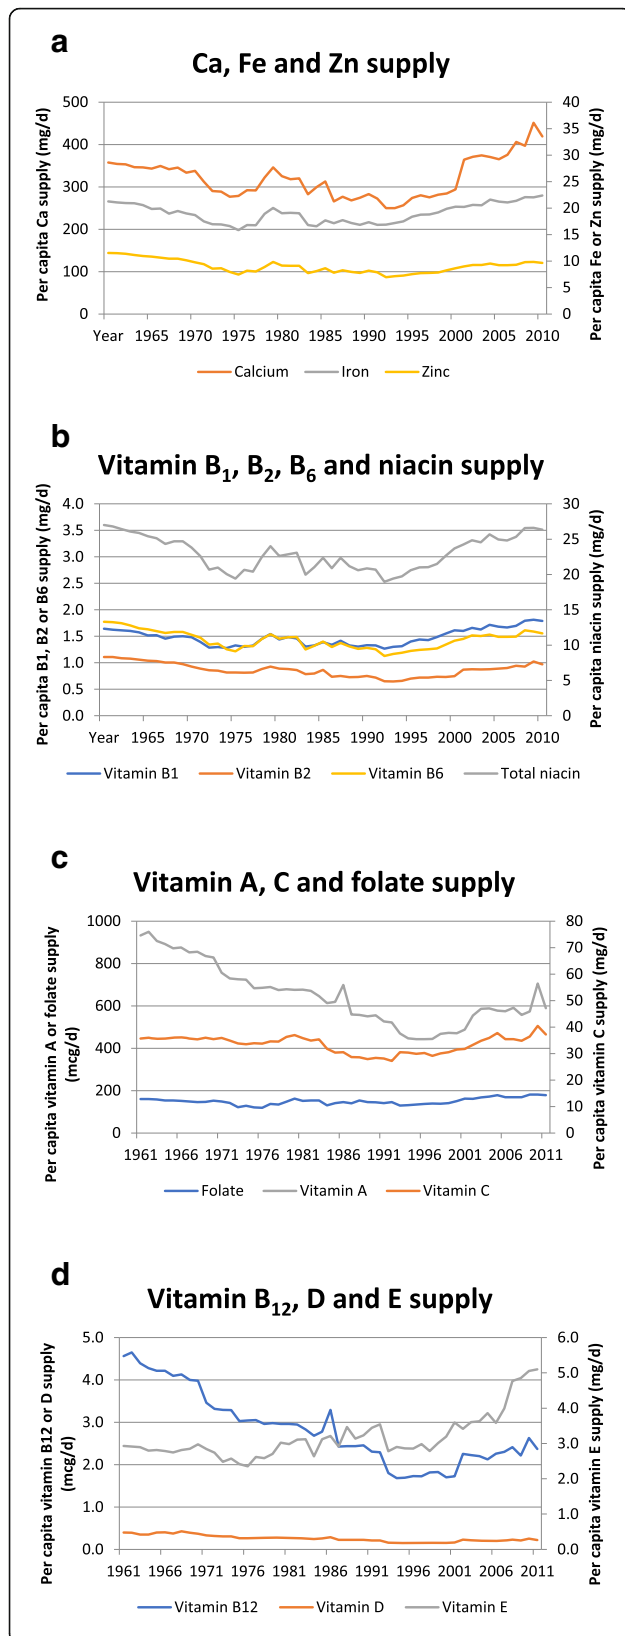 a
Ca, Fe and Zn supply
Per capita Ca supply (mg/d)
500
400
300
200
100
0
40
35
30
25
20
15
10
5
0
Per capita Fe or Zn supply (mg/d)
Year 1965 1970 1975 1980 1985 1990 1995 2000 2005 2010
Calcium Iron Zinc
b
Vitamin B1, B2, B6 and niacin supply
Per capita B1, B2 or B6 supply (mg/d)
4.0
3.5
3.0
2.5
2.0
1.5
1.0
0.5
0.0
30
25
20
15
10
5
0
Per capita niacin supply (mg/d)
Year 1965 1970 1975 1980 1985 1990 1995 2000 2005 2010
Vitamin B1 Vitamin B2 Vitamin B6 Total niacin
c
Vitamin A, C and folate supply
Per capita vitamin A or folate supply
(mcg/d)
1000
800
600
400
200
0
80
70
60
50
40
30
20
10
0
Per capita vitamin C supply (mg/d)
1961 1966 1971 1976 1981 1986 1991 1996 2001 2006 2011
Folate Vitamin A Vitamin C
d
Vitamin B12, D and E supply
Per capita vitamin B12 or D supply
(mcg/d)
5.0
4.0
3.0
2.0
1.0
0.0
6.0
5.0
4.0
3.0
2.0
1.0
0.0
Per capita vitamin E supply (mg/d)
1961 1966 1971 1976 1981 1986 1991 1996 2001 2006 2011
Vitamin B12 Vitamin D Vitamin E